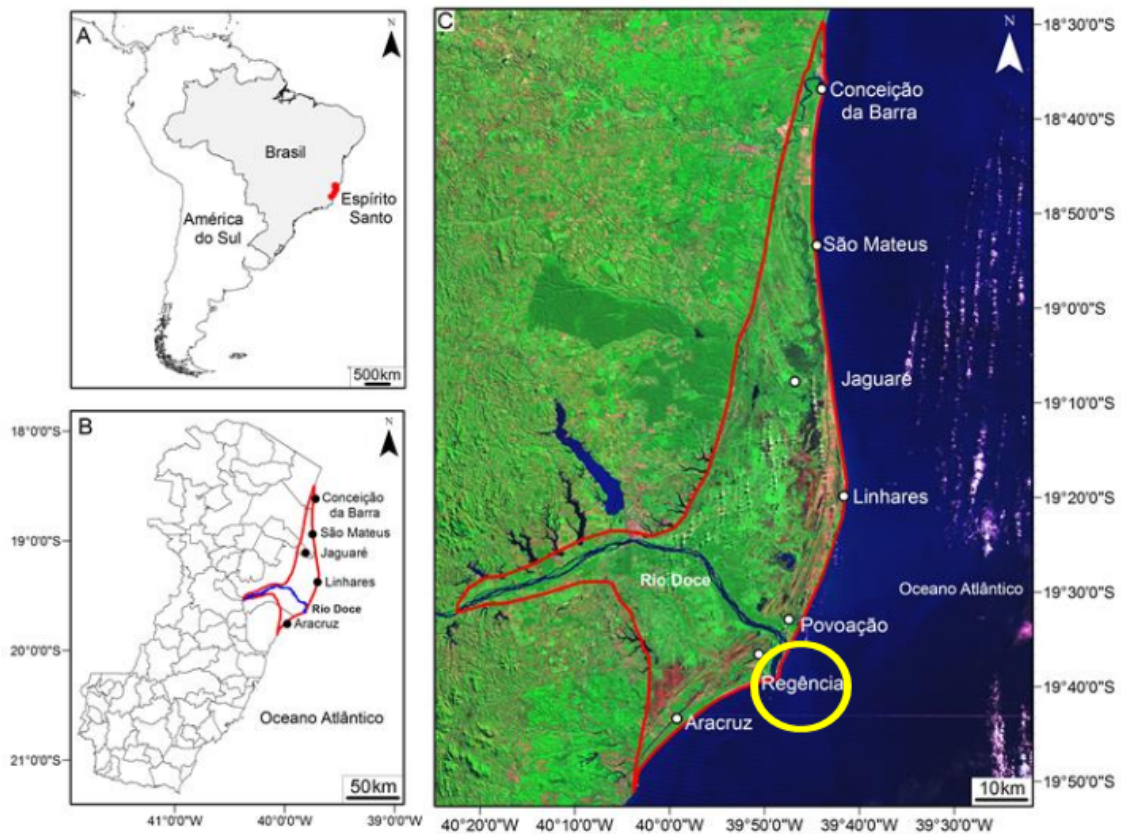 A
N
Brasil
Espírito
Santo
América
do Sul
500km
B
N
18°0'0"S
19°0'0"S
20°0'0"S
21°0'0"S
Conceição
da Barra
São Mateus
Jaguaré
Linhares
Rio Doce
Aracruz
Oceano Atlântico
50km
41°0'0"W
40°0'0"W
39°0'0"W
C
N
Conceição
da Barra
São Mateus
Jaguaré
Linhares
Rio Doce
Oceano Atlântico
Povoação
Regência
Aracruz
10km
18°30'0"S
18°40'0"S
18°50'0"S
19°0'0"S
19°10'0"S
19°20'0"S
19°30'0"S
19°40'0"S
19°50'0"S
40°20'0"W
40°10'0"W
40°0'0"W
39°50'0"W
39°40'0"W
39°30'0"W